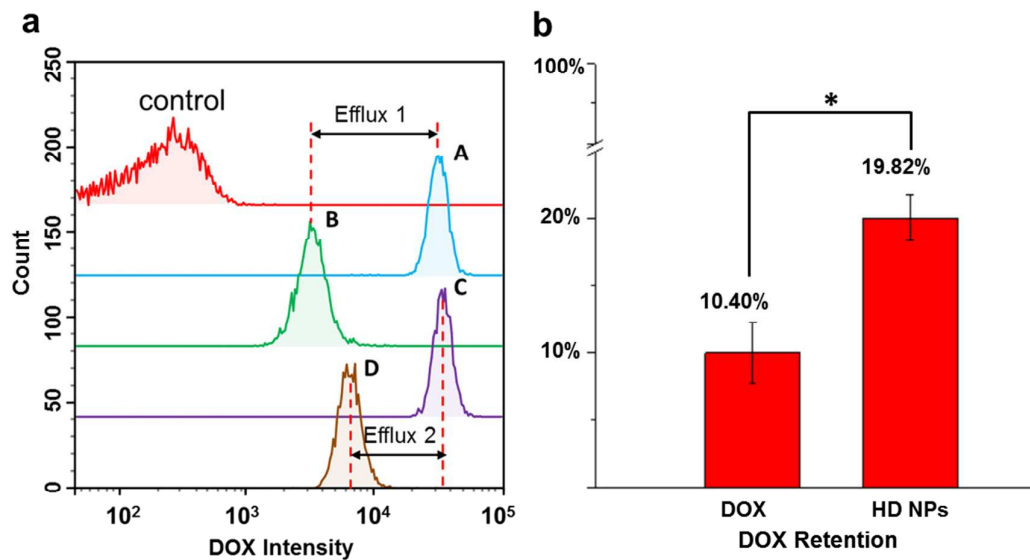 a
250
200
150
100
50
0
Count
control
Efflux 1
A
B
C
D
Efflux 2
10²
10³
10⁴
10⁵
DOX Intensity
b
100%
20%
10%
*
10.40%
19.82%
DOX
HD NPs
DOX Retention